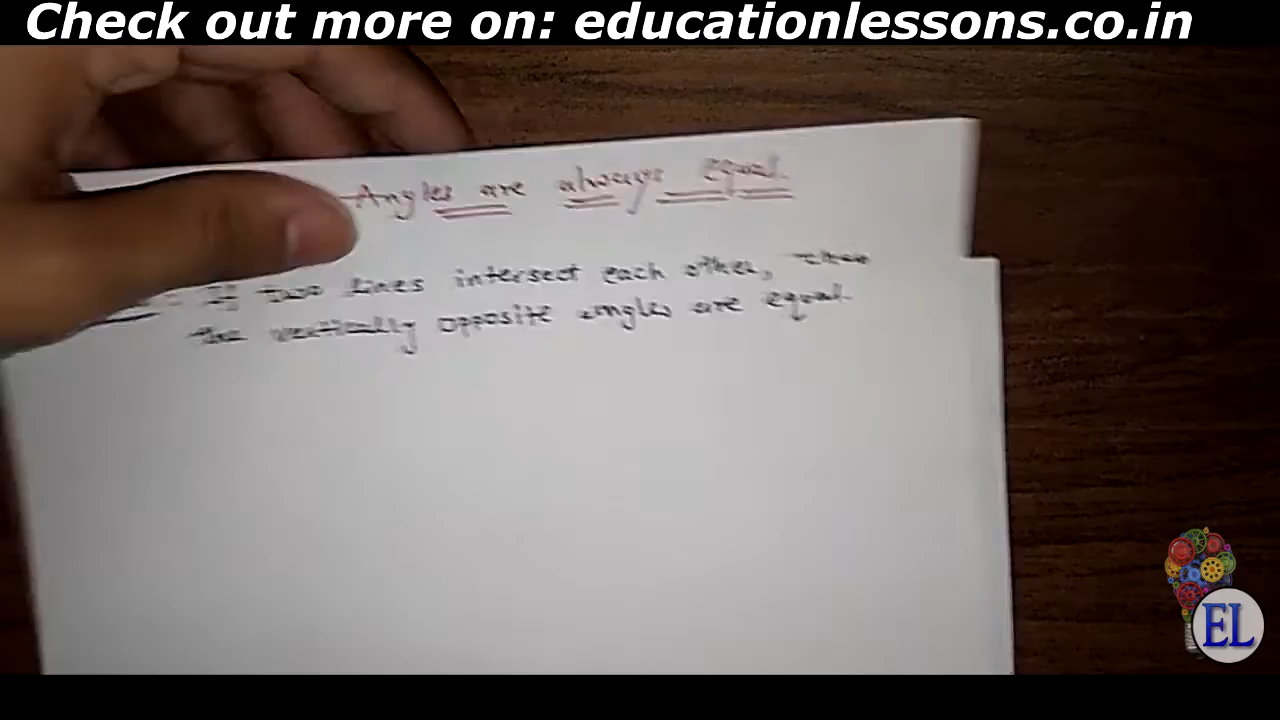 Check out more on: educationlessons.co.in
Angles are always equal.
: If two lines intersect each other, then
the vertically opposite angles are equal.
EL